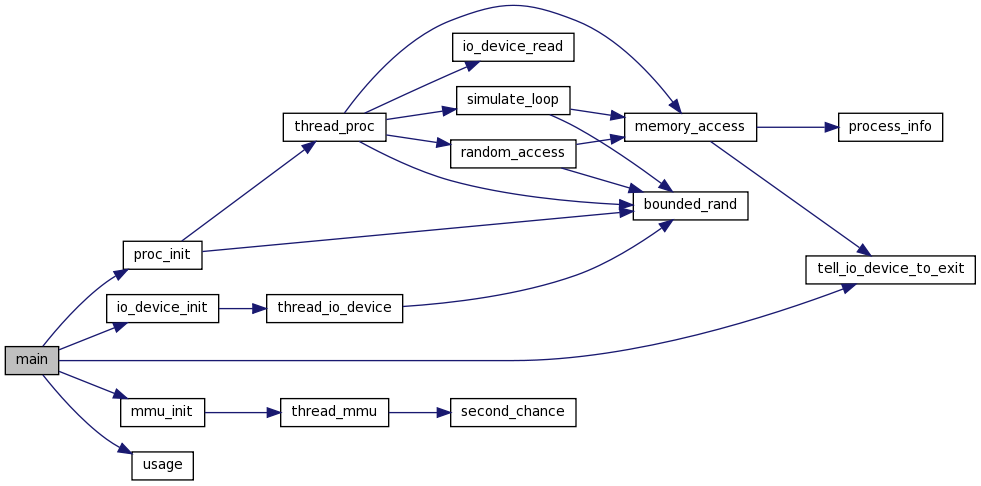 io_device_read
simulate_loop
thread_proc
memory_access
process_info
random_access
bounded_rand
proc_init
tell_io_device_to_exit
io_device_init
thread_io_device
main
mmu_init
thread_mmu
second_chance
usage